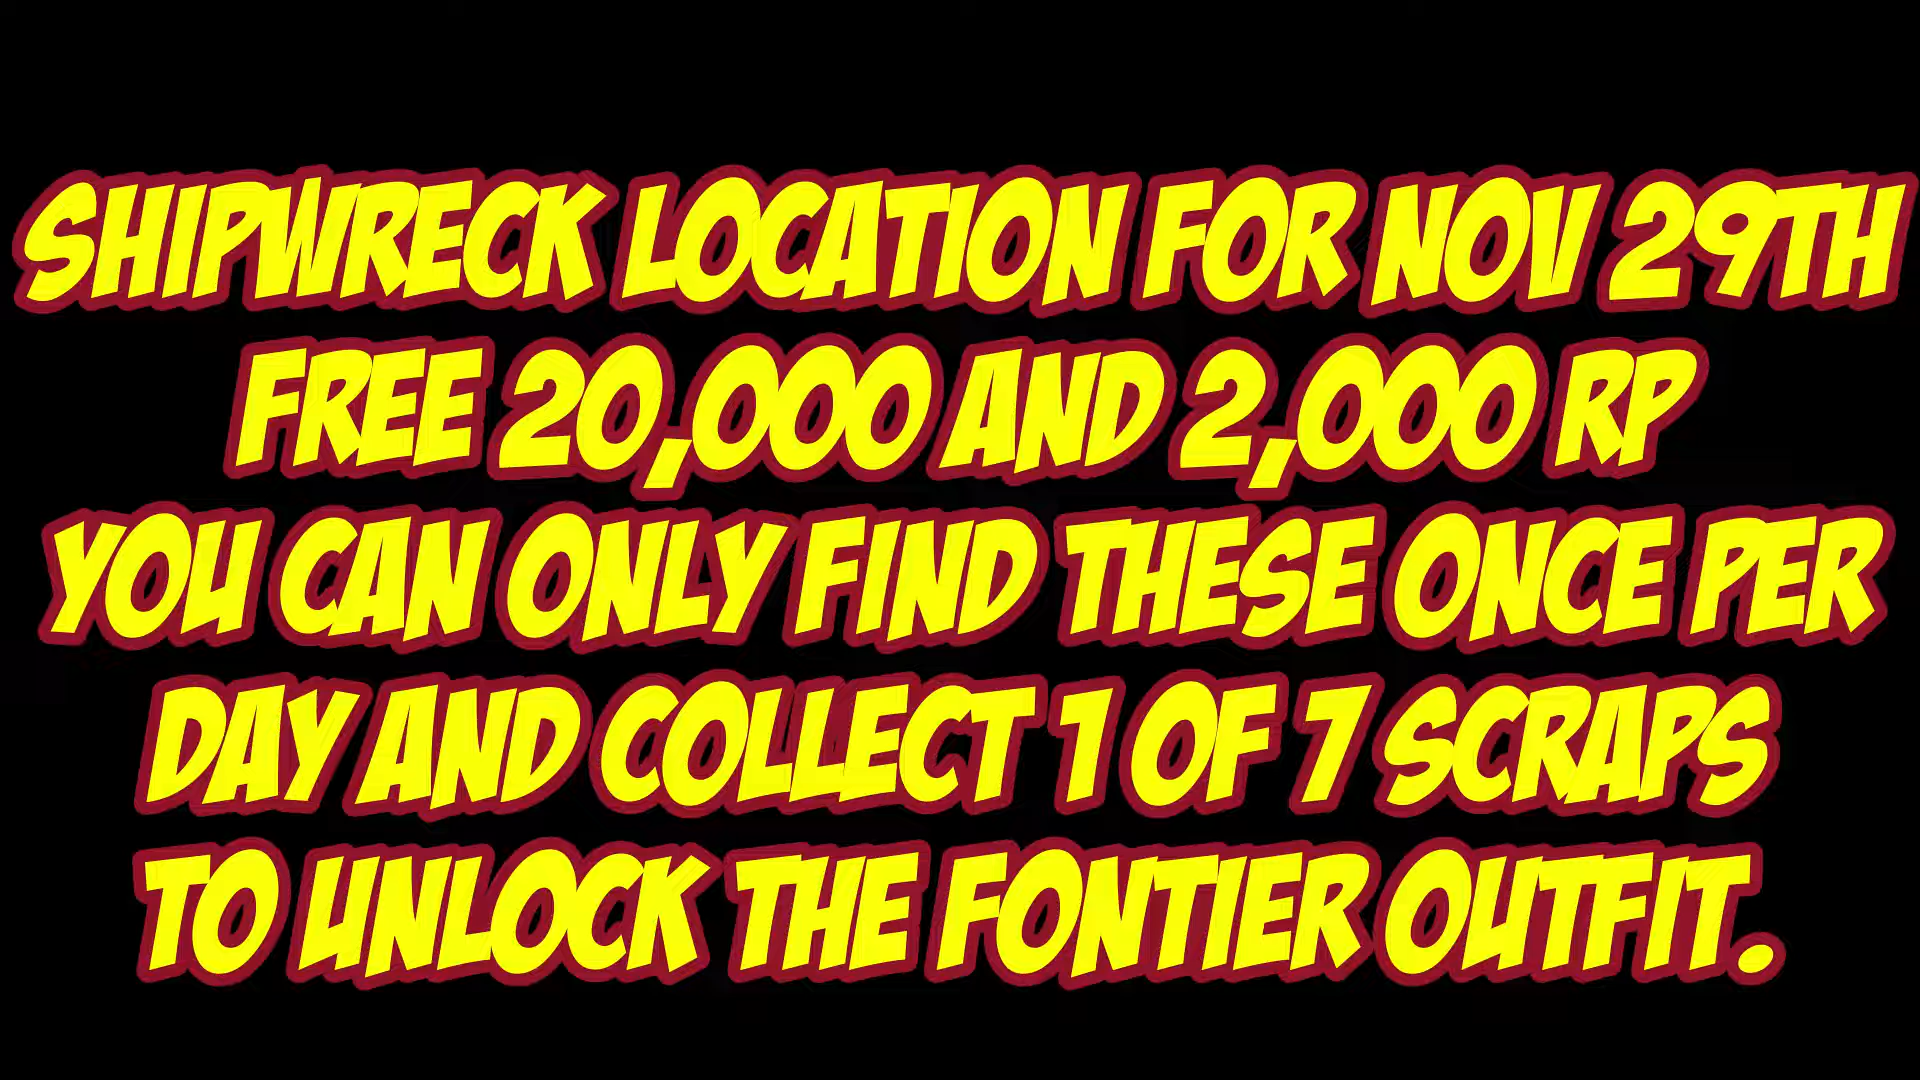 SHIPWRECK LOCATION FOR NOV 29TH
FREE 20,000 AND 2,000 RP
YOU CAN ONLY FIND THESE ONCE PER
DAY AND COLLECT 1 OF 7 SCRAPS
TO UNLOCK THE FONTIER OUTFIT.